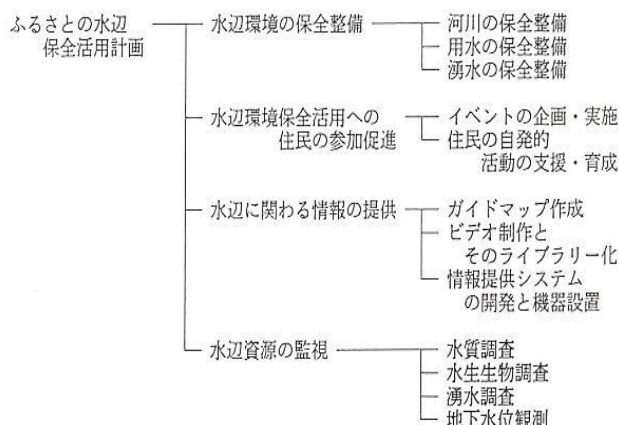 ふるさとの水辺
保全活用計画
水辺環境の保全整備
河川の保全整備
用水の保全整備
湧水の保全整備
水辺環境保全活用への
住民の参加促進
イベントの企画・実施
住民の自発的
活動の支援・育成
水辺に関わる情報の提供
ガイドマップ作成
ビデオ制作と
そのライブラリー化
情報提供システム
の開発と機器設置
水辺資源の監視
水質調査
水生生物調査
湧水調査
地下水位観測